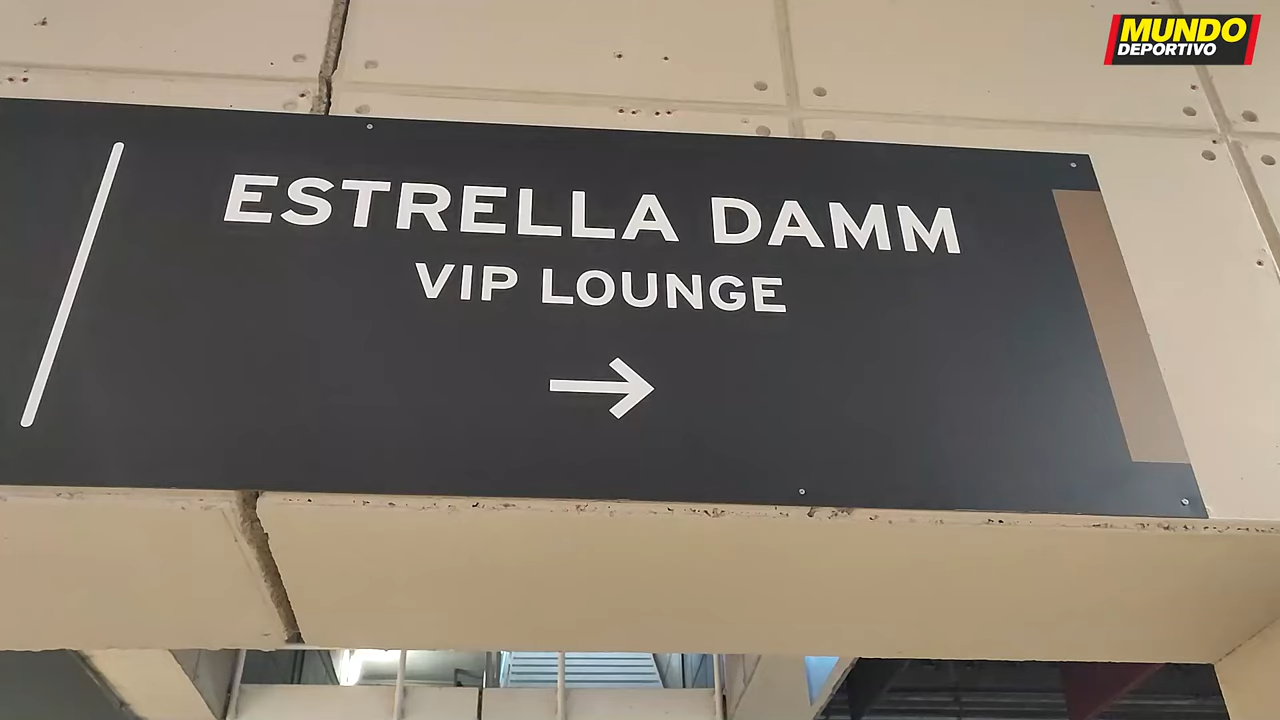 MUNDO
DEPORTIVO
ESTRELLA DAMM
VIP LOUNGE
→